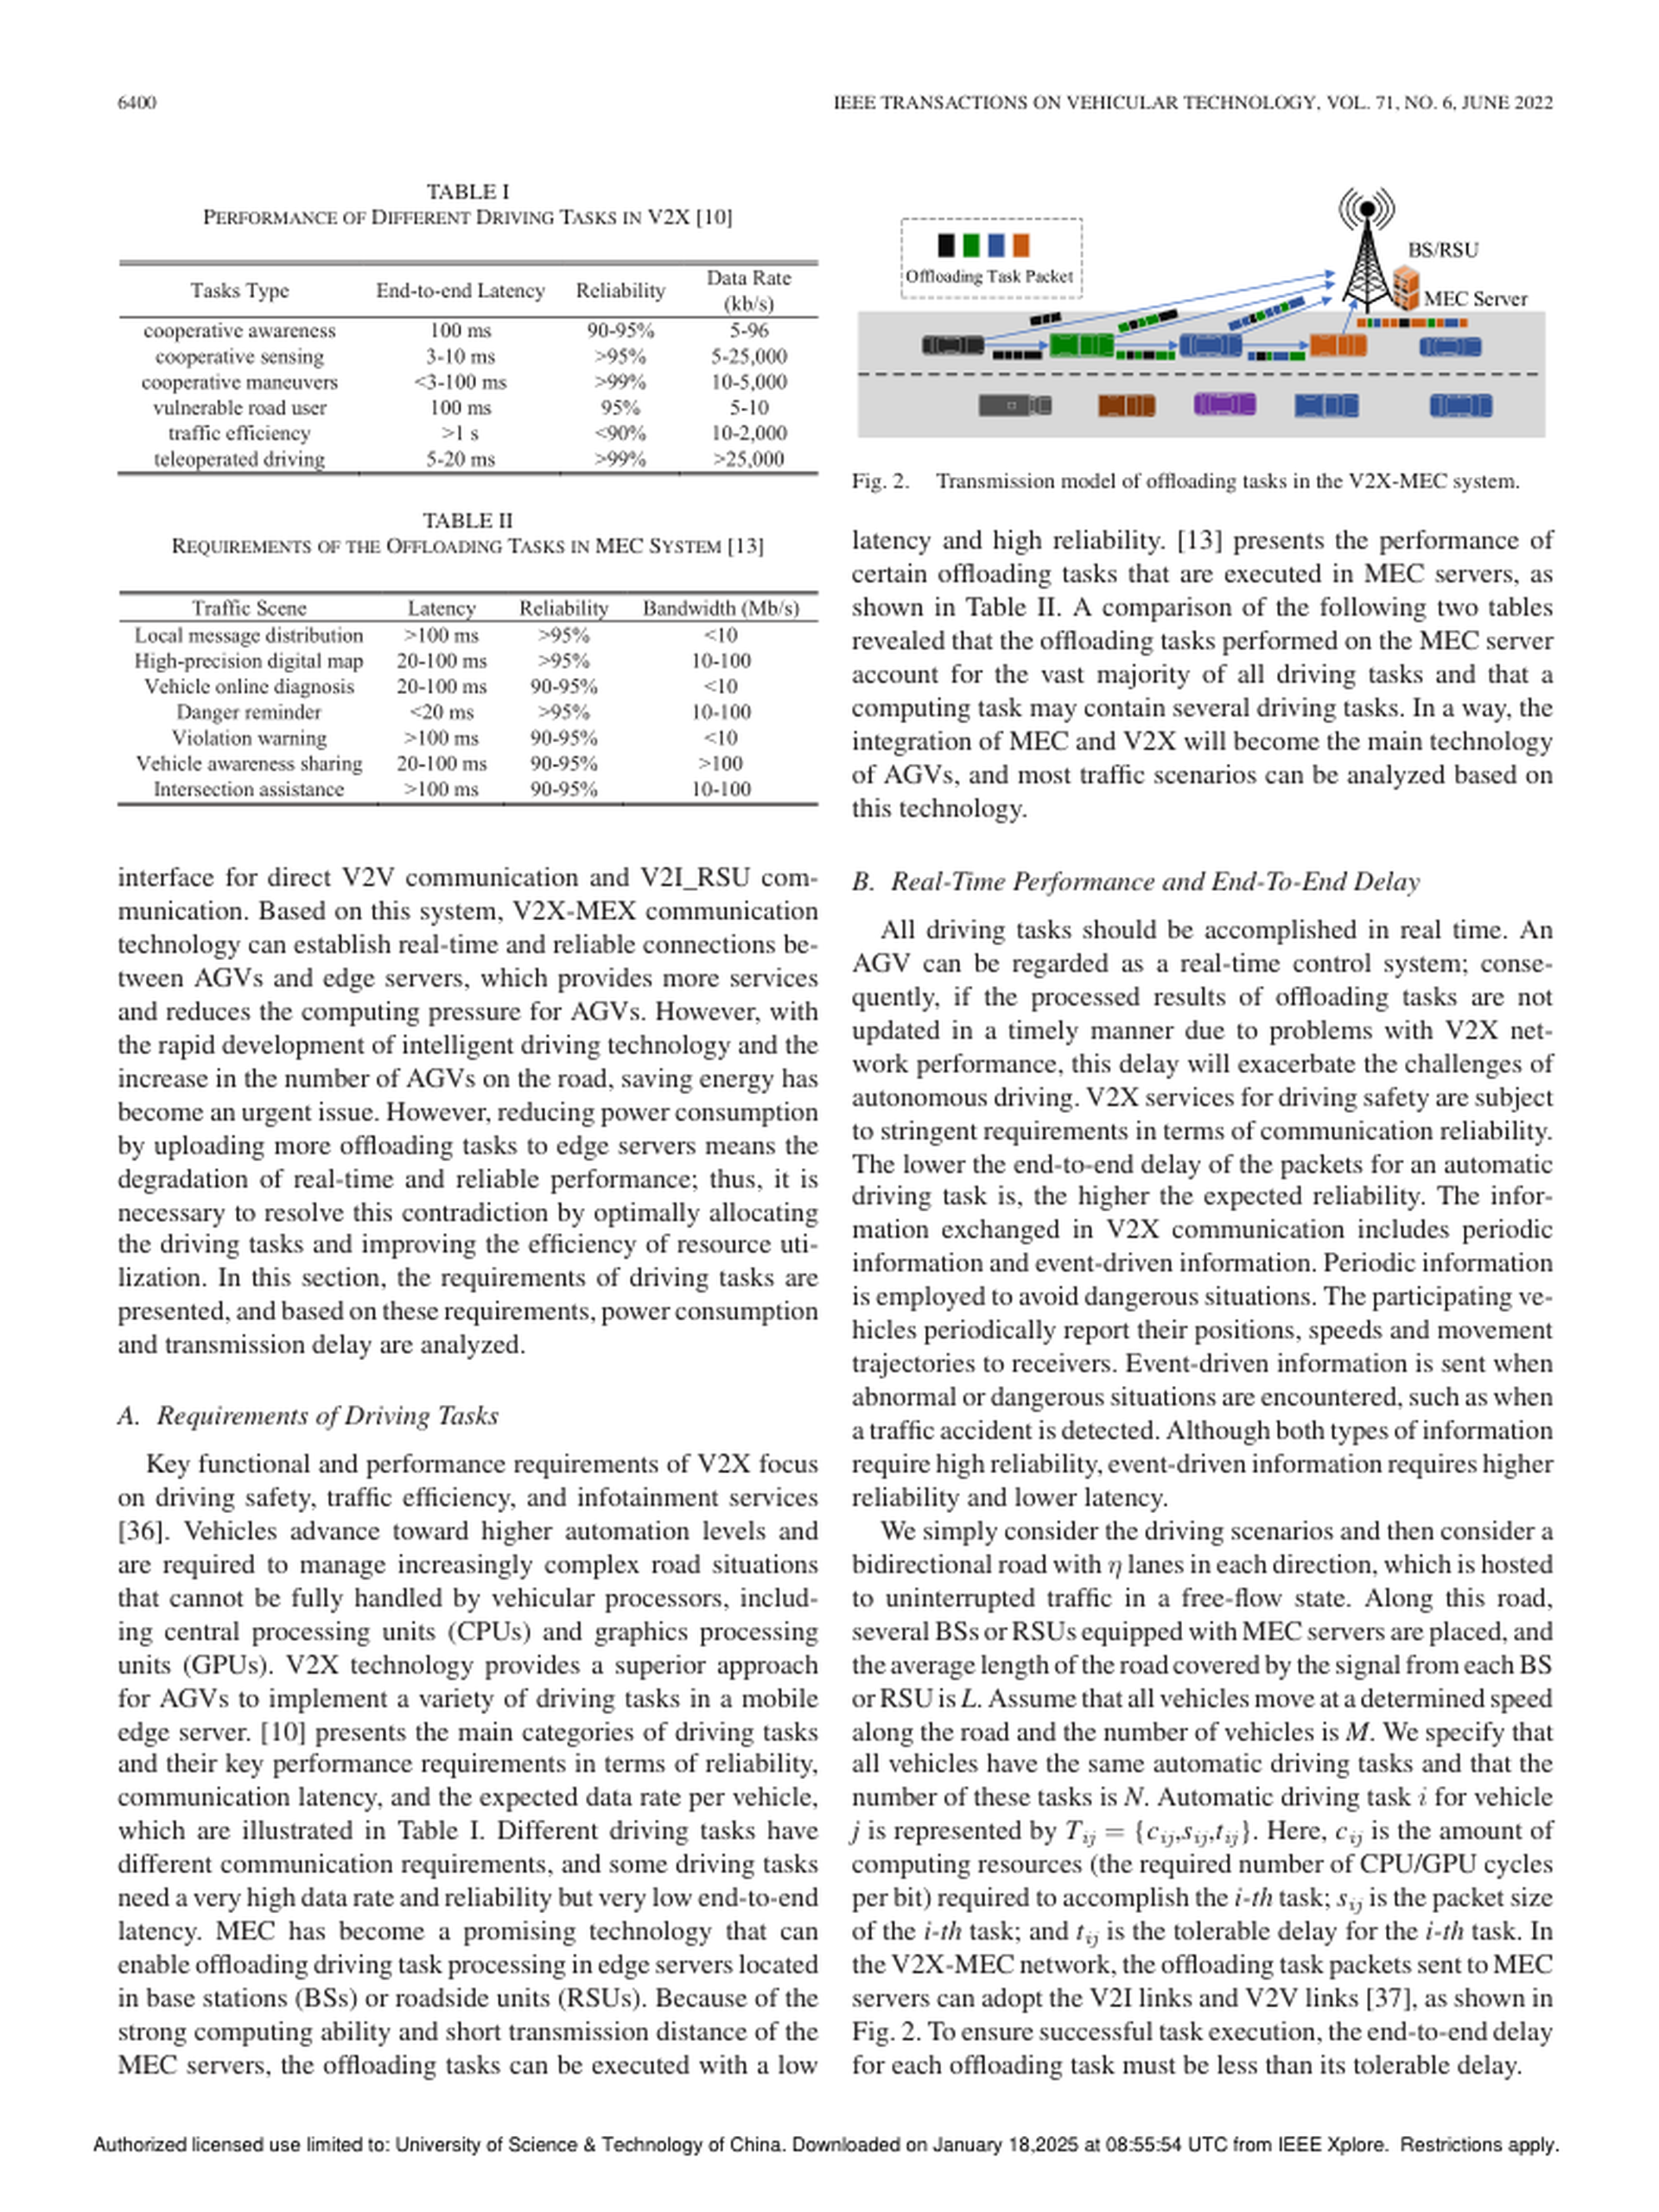 6400
IEEE TRANSACTIONS ON VEHICULAR TECHNOLOGY, VOL. 71, NO. 6, JUNE 2022
TABLE I
PERFORMANCE OF DIFFERENT DRIVING TASKS IN V2X [10]
Tasks Type End-to-end Latency Reliability Data Rate (kb/s)
cooperative awareness 100 ms 90-95% 5-96
cooperative sensing 3-10 ms >95% 5-25,000
cooperative maneuvers <3-100 ms >99% 10-5,000
vulnerable road user 100 ms 95% 5-10
traffic efficiency >1 s <90% 10-2,000
teleoperated driving 5-20 ms >99% >25,000
TABLE II
REQUIREMENTS OF THE OFFLOADING TASKS IN MEC SYSTEM [13]
Traffic Scene Latency Reliability Bandwidth (Mb/s)
Local message distribution >100 ms >95% <10
High-precision digital map 20-100 ms >95% 10-100
Vehicle online diagnosis 20-100 ms 90-95% <10
Danger reminder <20 ms >95% 10-100
Violation warning >100 ms 90-95% <10
Vehicle awareness sharing 20-100 ms 90-95% >100
Intersection assistance >100 ms 90-95% 10-100
interface for direct V2V communication and V2I_RSU com-
munication. Based on this system, V2X-MEX communication
technology can establish real-time and reliable connections be-
tween AGVs and edge servers, which provides more services
and reduces the computing pressure for AGVs. However, with
the rapid development of intelligent driving technology and the
increase in the number of AGVs on the road, saving energy has
become an urgent issue. However, reducing power consumption
by uploading more offloading tasks to edge servers means the
degradation of real-time and reliable performance; thus, it is
necessary to resolve this contradiction by optimally allocating
the driving tasks and improving the efficiency of resource uti-
lization. In this section, the requirements of driving tasks are
presented, and based on these requirements, power consumption
and transmission delay are analyzed.
A. Requirements of Driving Tasks
Key functional and performance requirements of V2X focus
on driving safety, traffic efficiency, and infotainment services
[36]. Vehicles advance toward higher automation levels and
are required to manage increasingly complex road situations
that cannot be fully handled by vehicular processors, includ-
ing central processing units (CPUs) and graphics processing
units (GPUs). V2X technology provides a superior approach
for AGVs to implement a variety of driving tasks in a mobile
edge server. [10] presents the main categories of driving tasks
and their key performance requirements in terms of reliability,
communication latency, and the expected data rate per vehicle,
which are illustrated in Table I. Different driving tasks have
different communication requirements, and some driving tasks
need a very high data rate and reliability but very low end-to-end
latency. MEC has become a promising technology that can
enable offloading driving task processing in edge servers located
in base stations (BSs) or roadside units (RSUs). Because of the
strong computing ability and short transmission distance of the
MEC servers, the offloading tasks can be executed with a low
Offloading Task Packet
BS/RSU
MEC Server
Fig. 2. Transmission model of offloading tasks in the V2X-MEC system.
latency and high reliability. [13] presents the performance of
certain offloading tasks that are executed in MEC servers, as
shown in Table II. A comparison of the following two tables
revealed that the offloading tasks performed on the MEC server
account for the vast majority of all driving tasks and that a
computing task may contain several driving tasks. In a way, the
integration of MEC and V2X will become the main technology
of AGVs, and most traffic scenarios can be analyzed based on
this technology.
B. Real-Time Performance and End-To-End Delay
All driving tasks should be accomplished in real time. An
AGV can be regarded as a real-time control system; conse-
quently, if the processed results of offloading tasks are not
updated in a timely manner due to problems with V2X net-
work performance, this delay will exacerbate the challenges of
autonomous driving. V2X services for driving safety are subject
to stringent requirements in terms of communication reliability.
The lower the end-to-end delay of the packets for an automatic
driving task is, the higher the expected reliability. The infor-
mation exchanged in V2X communication includes periodic
information and event-driven information. Periodic information
is employed to avoid dangerous situations. The participating ve-
hicles periodically report their positions, speeds and movement
trajectories to receivers. Event-driven information is sent when
abnormal or dangerous situations are encountered, such as when
a traffic accident is detected. Although both types of information
require high reliability, event-driven information requires higher
reliability and lower latency.
We simply consider the driving scenarios and then consider a
bidirectional road with η lanes in each direction, which is hosted
to uninterrupted traffic in a free-flow state. Along this road,
several BSs or RSUs equipped with MEC servers are placed, and
the average length of the road covered by the signal from each BS
or RSU is L. Assume that all vehicles move at a determined speed
along the road and the number of vehicles is M. We specify that
all vehicles have the same automatic driving tasks and that the
number of these tasks is N. Automatic driving task i for vehicle
j is represented by T_ij = {c_ij,s_ij,t_ij}. Here, c_ij is the amount of
computing resources (the required number of CPU/GPU cycles
per bit) required to accomplish the i-th task; s_ij is the packet size
of the i-th task; and t_ij is the tolerable delay for the i-th task. In
the V2X-MEC network, the offloading task packets sent to MEC
servers can adopt the V2I links and V2V links [37], as shown in
Fig. 2. To ensure successful task execution, the end-to-end delay
for each offloading task must be less than its tolerable delay.
Authorized licensed use limited to: University of Science & Technology of China. Downloaded on January 18,2025 at 08:55:54 UTC from IEEE Xplore. Restrictions apply.